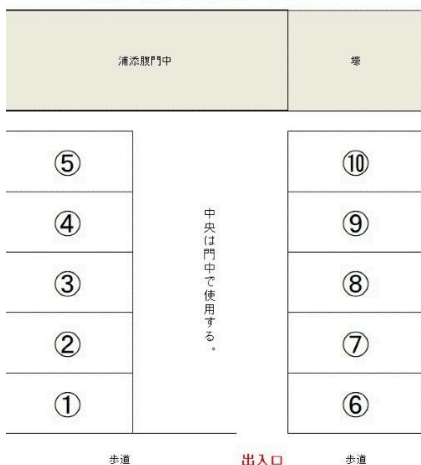 浦添腹門中
壕
⑤
⑩
④
⑨
③
⑧
②
⑦
①
⑥
中央は門中で使用する。
歩道
出入口
歩道